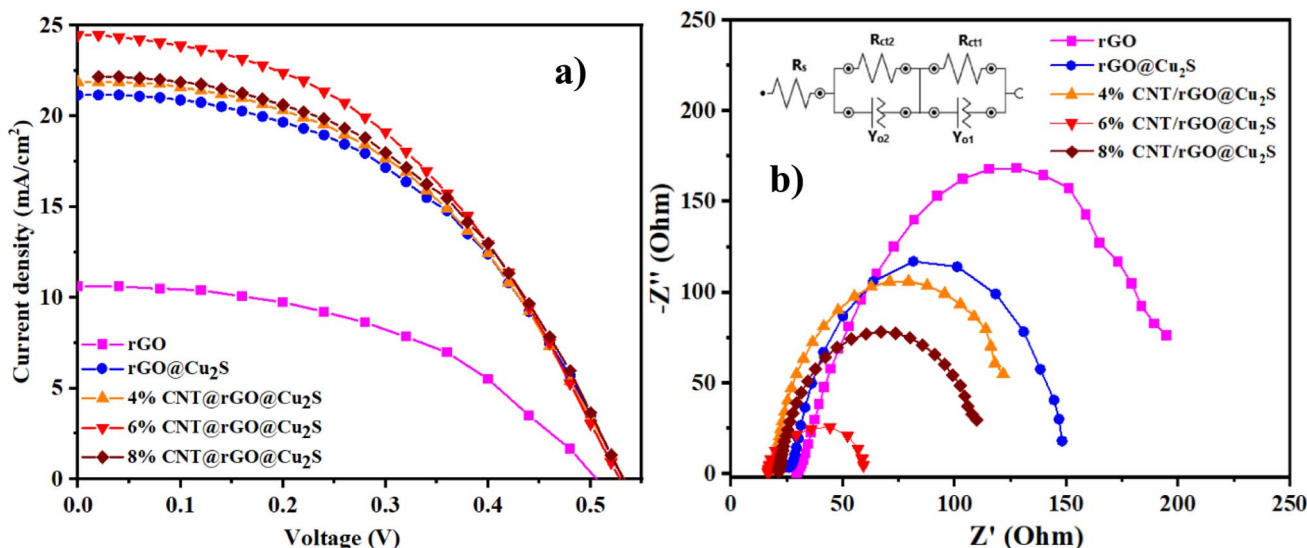 25
20
15
10
5
0
Current density (mA/cm²)
0.0
0.1
0.2
0.3
0.4
0.5
Voltage (V)
a)
rGO
rGO@Cu₂S
4% CNT@rGO@Cu₂S
6% CNT@rGO@Cu₂S
8% CNT@rGO@Cu₂S
-250
-200
-150
-100
-50
0
-Z'' (Ohm)
0
50
100
150
200
250
Z' (Ohm)
b)
Rs
Rct2
Rct1
Yo2
Yo1
rGO
rGO@Cu₂S
4% CNT/rGO@Cu₂S
6% CNT/rGO@Cu₂S
8% CNT/rGO@Cu₂S